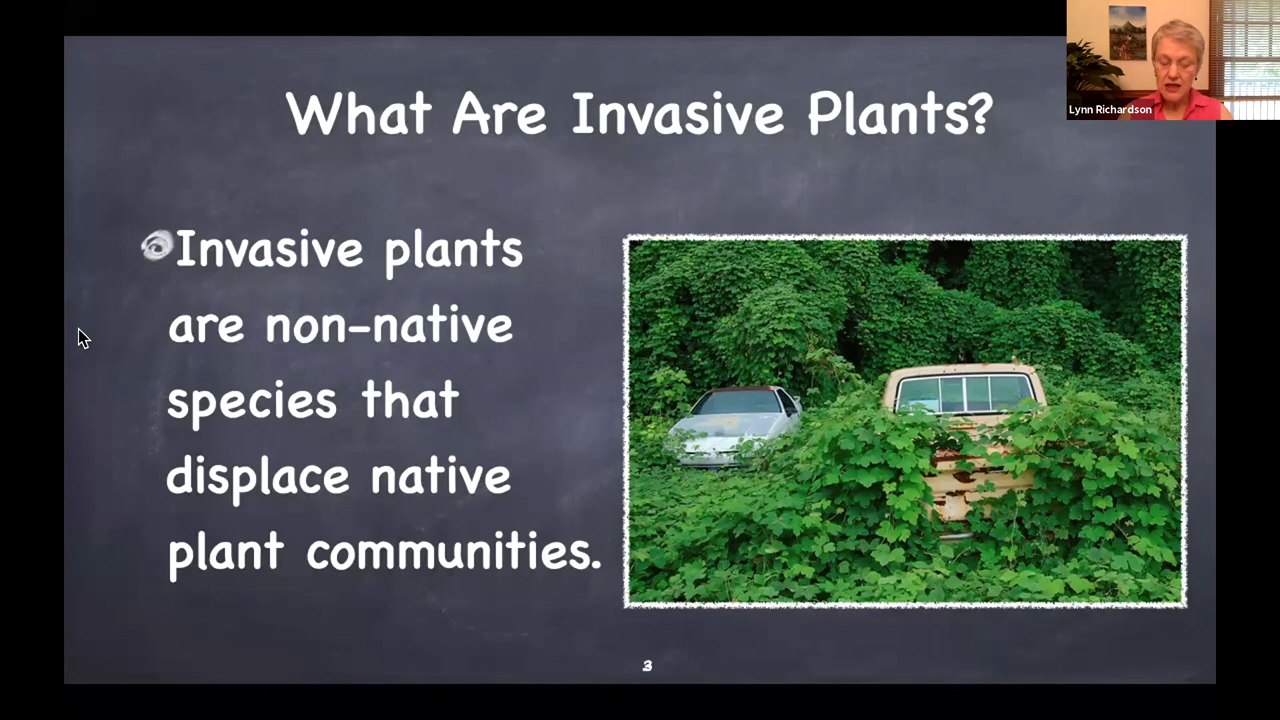 What Are Invasive Plants?
Lynn Richardson
Invasive plants
are non-native
species that
displace native
plant communities.
3